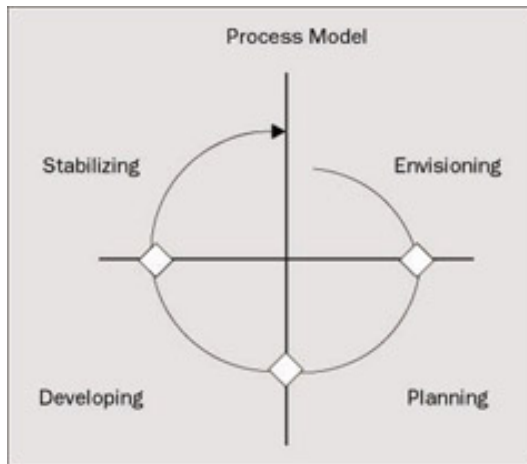 Process Model
Stabilizing
Envisioning
Developing
Planning